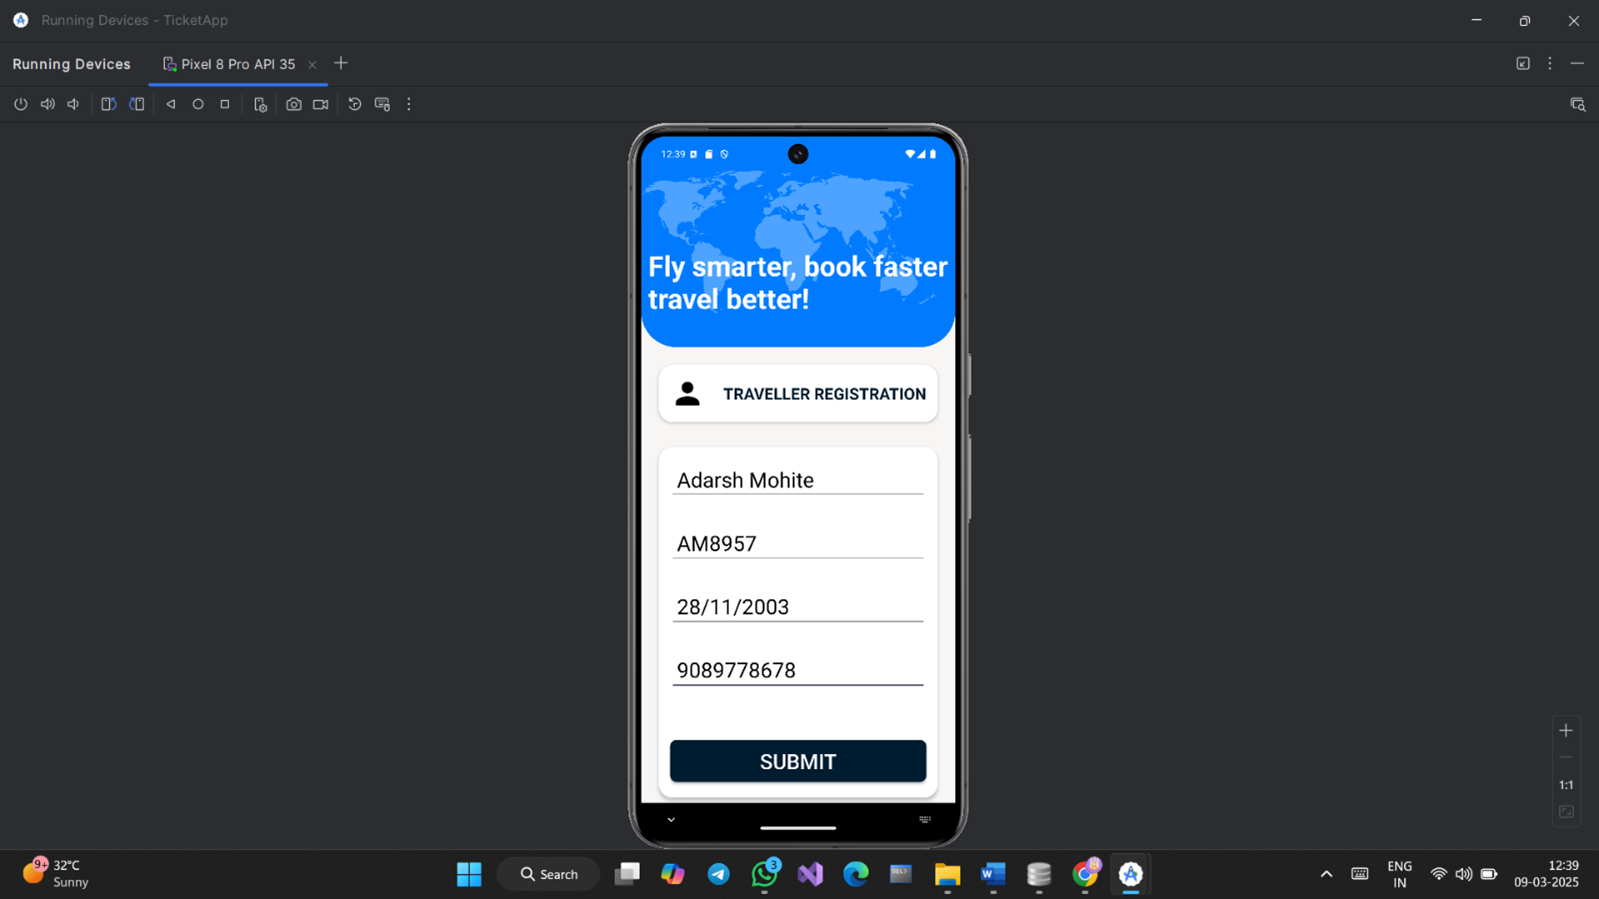 Running Devices - TicketApp
Running Devices
Pixel 8 Pro API 35
12:39
Fly smarter, book faster
travel better!
TRAVELLER REGISTRATION
Adarsh Mohite
AM8957
28/11/2003
9089778678
SUBMIT
1:1
9+
32°C
Sunny
Search
3
ENG
IN
12:39
09-03-2025